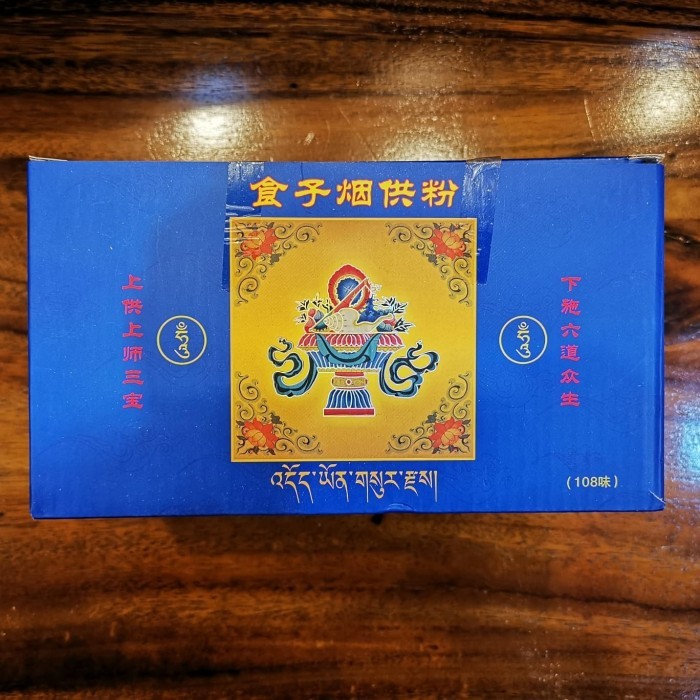 盒子烟供粉
上供上师三宝
下施六道众生
འདོད་ཡོན་གསུར་རྫས།
（108味）